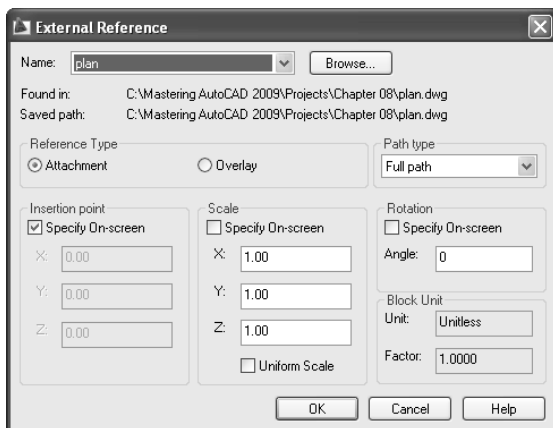 External Reference
Name: plan Browse...
Found in: C:\Mastering AutoCAD 2009\Projects\Chapter 08\plan.dwg
Saved path: C:\Mastering AutoCAD 2009\Projects\Chapter 08\plan.dwg
Reference Type Path type
Attachment Overlay Full path
Insertion point Scale Rotation
Specify On-screen Specify On-screen Specify On-screen
X: 0.00 X: 1.00 Angle: 0
Y: 0.00 Y: 1.00 Block Unit
Unit: Unitless
Z: 0.00 Z: 1.00
Factor: 1.0000
Uniform Scale
OK Cancel Help